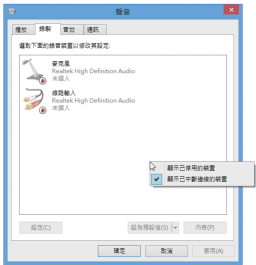 聲音
播放 錄製 音效 通訊
選取下面的錄音裝置以修改其設定:
麥克風
Realtek High Definition Audio
未插入
線路輸入
Realtek High Definition Audio
未插入
顯示已停用的裝置
顯示已中斷連線的裝置
設定(C) 設為預設值(S) 內容(P)
確定 取消 套用(A)